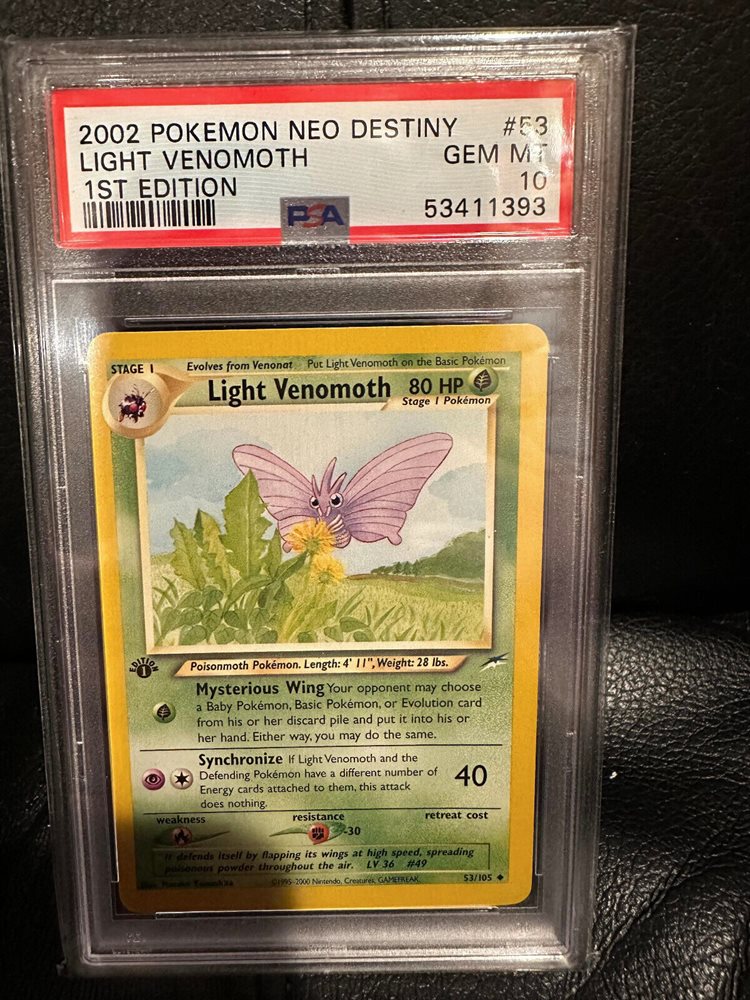 2002 POKEMON NEO DESTINY #53
LIGHT VENOMOTH GEM MT
1ST EDITION 10
PSA 53411393
STAGE 1 Evolves from Venonat Put Light Venomoth on the Basic Pokémon
Light Venomoth 80 HP
Stage 1 Pokémon
EDITION
1
Poisonmoth Pokémon. Length: 4' 11", Weight: 28 lbs.
Mysterious Wing Your opponent may choose
a Baby Pokémon, Basic Pokémon, or Evolution card
from his or her discard pile and put it into his or
her hand. Either way, you may do the same.
Synchronize If Light Venomoth and the
Defending Pokémon have a different number of
Energy cards attached to them, this attack
does nothing.
40
weakness resistance retreat cost
-30
It defends itself by flapping its wings at high speed, spreading
poisonous powder throughout the air. LV 36 #49
©1995-2000 Nintendo, Creatures, GAMEFREAK. 53/105